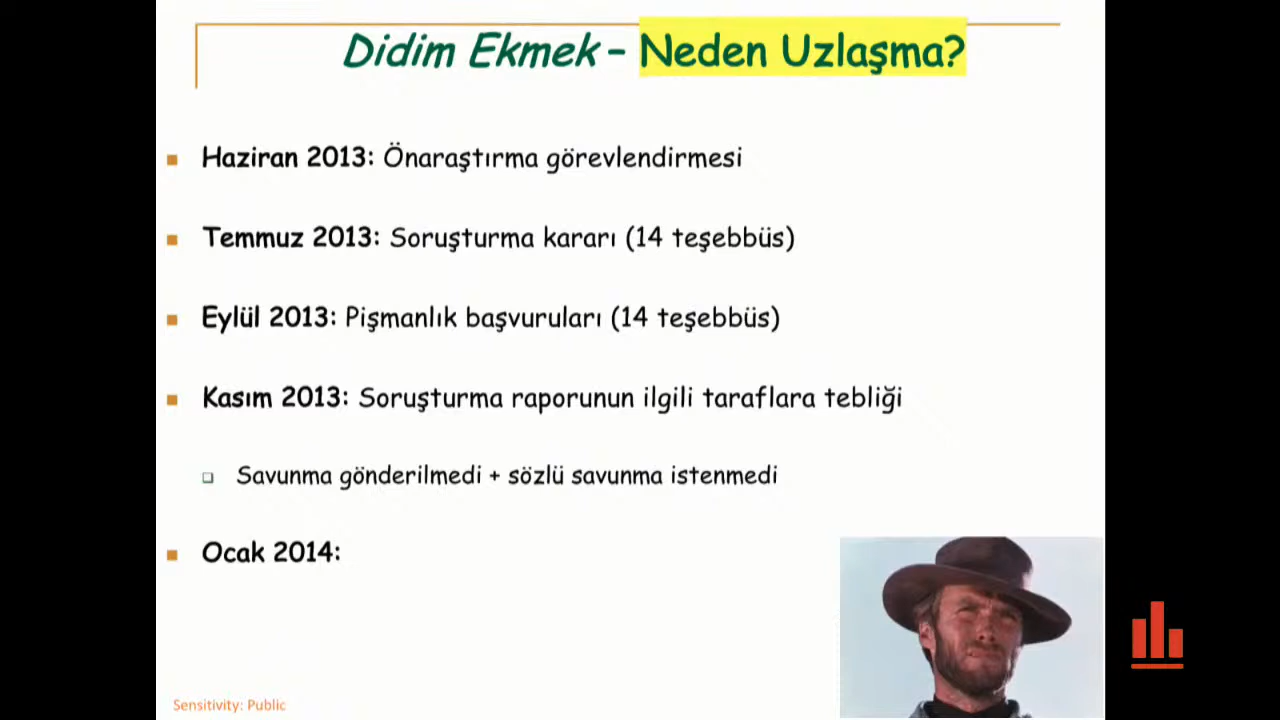 Didim Ekmek – Neden Uzlaşma?
Haziran 2013: Önaraştırma görevlendirmesi
Temmuz 2013: Soruşturma kararı (14 teşebbüs)
Eylül 2013: Pişmanlık başvuruları (14 teşebbüs)
Kasım 2013: Soruşturma raporunun ilgili taraflara tebliği
Savunma gönderilmedi + sözlü savunma istenmedi
Ocak 2014:
Sensitivity: Public